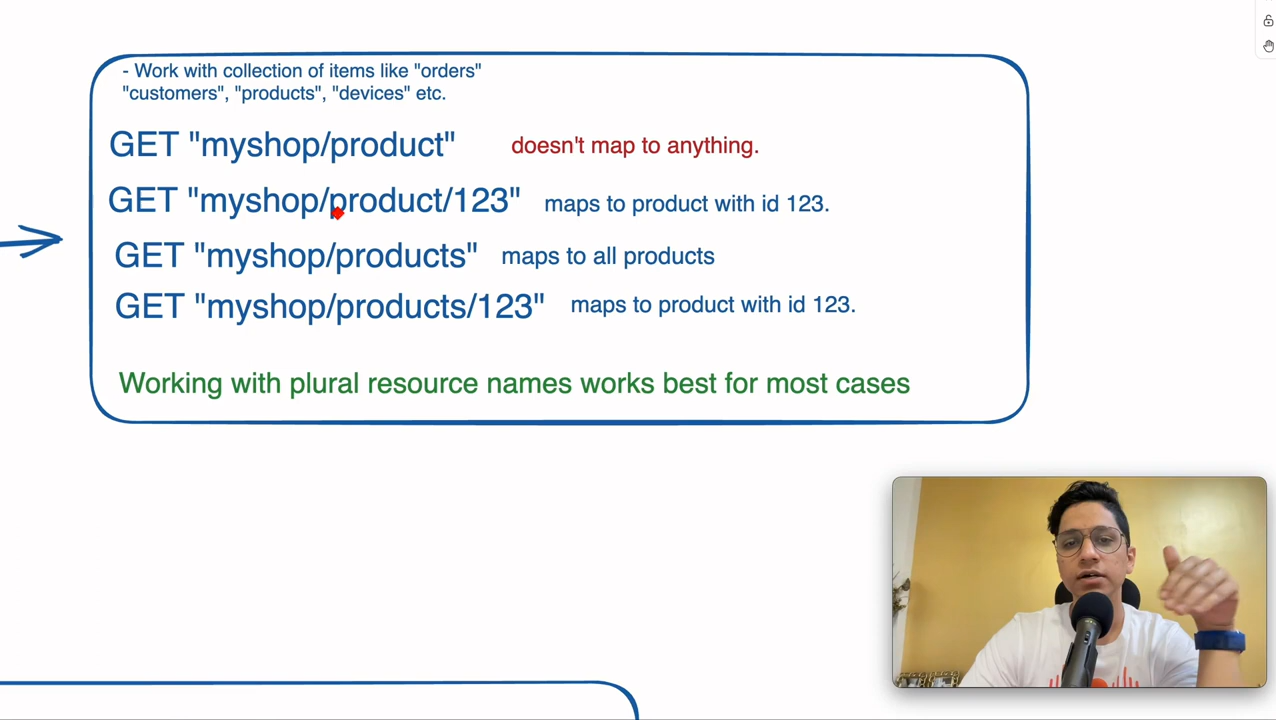 - Work with collection of items like "orders"
"customers", "products", "devices" etc.
GET "myshop/product" doesn't map to anything.
GET "myshop/product/123" maps to product with id 123.
GET "myshop/products" maps to all products
GET "myshop/products/123" maps to product with id 123.
Working with plural resource names works best for most cases